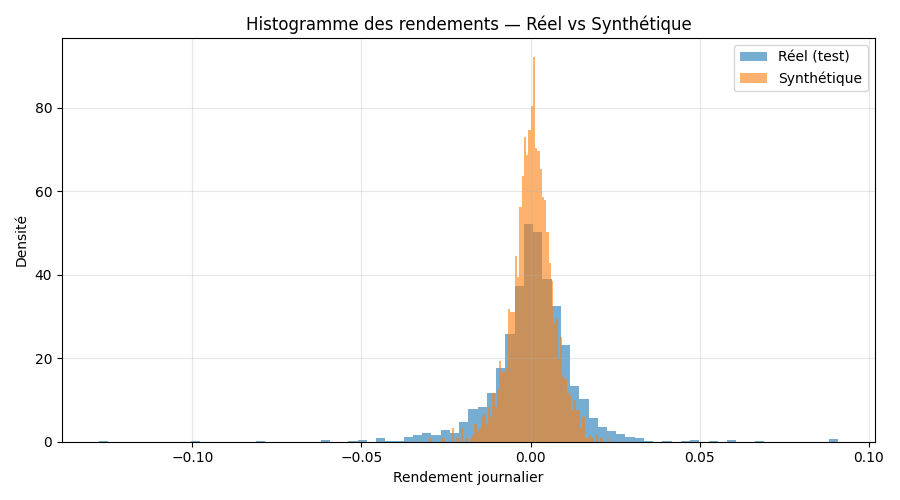 Histogramme des rendements — Réel vs Synthétique
Réel (test)
Synthétique
Densité
80
60
40
20
0
−0.10
−0.05
0.00
0.05
0.10
Rendement journalier